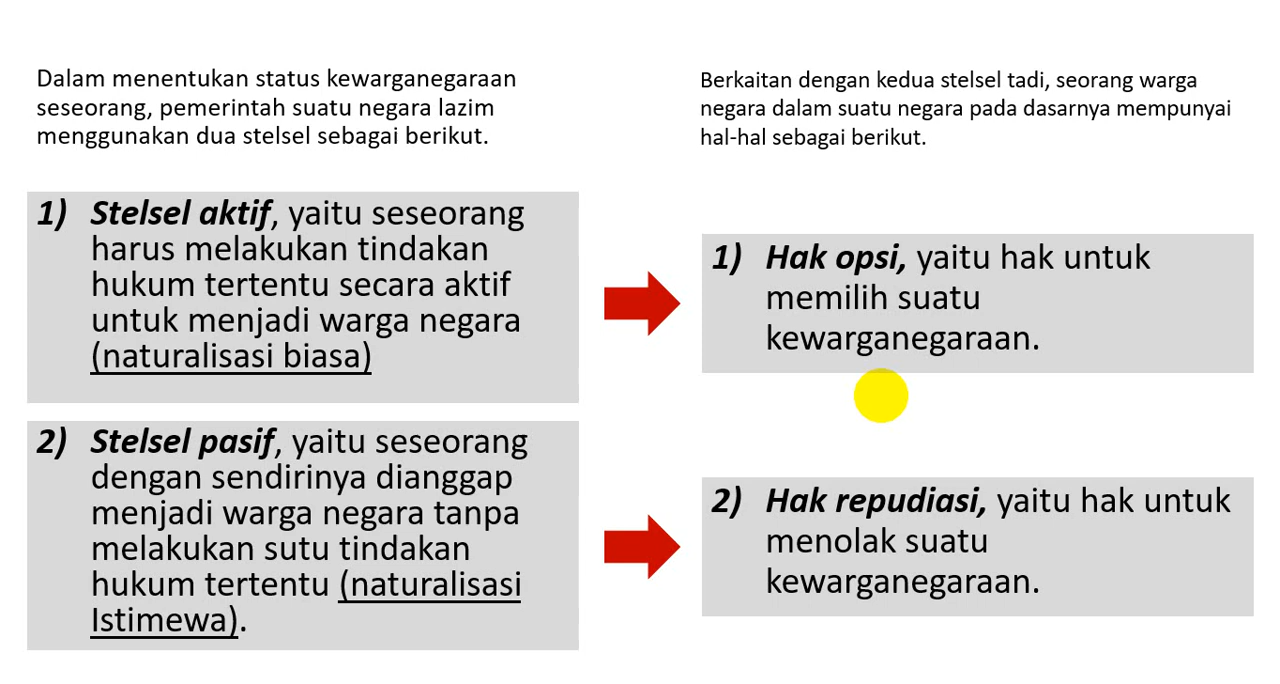 Dalam menentukan status kewarganegaraan
seseorang, pemerintah suatu negara lazim
menggunakan dua stelsel sebagai berikut.
1) Stelsel aktif, yaitu seseorang
harus melakukan tindakan
hukum tertentu secara aktif
untuk menjadi warga negara
(naturalisasi biasa)
2) Stelsel pasif, yaitu seseorang
dengan sendirinya dianggap
menjadi warga negara tanpa
melakukan sutu tindakan
hukum tertentu (naturalisasi
Istimewa).
Berkaitan dengan kedua stelsel tadi, seorang warga
negara dalam suatu negara pada dasarnya mempunyai
hal-hal sebagai berikut.
1) Hak opsi, yaitu hak untuk
memilih suatu
kewarganegaraan.
2) Hak repudiasi, yaitu hak untuk
menolak suatu
kewarganegaraan.